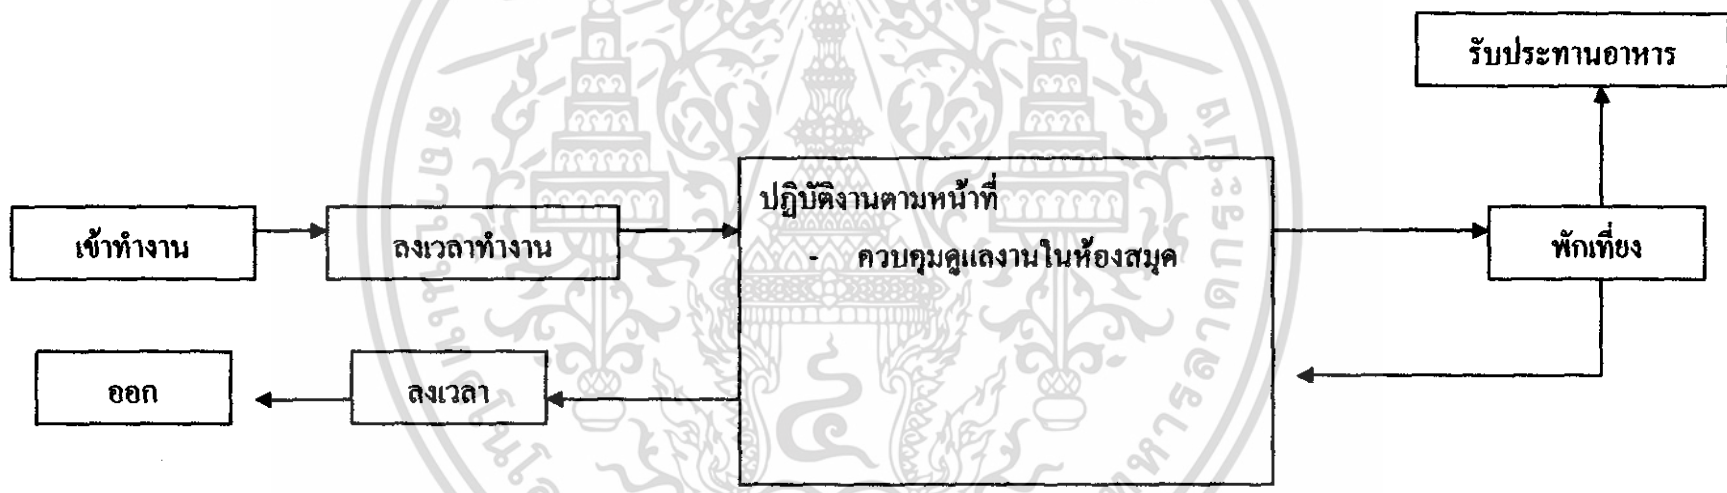 รับประทานอาหาร
ปฏิบัติงานตามหน้าที่
- ควบคุมดูแลงานในห้องสมุด
เข้าทำงาน
ลงเวลาทำงาน
พักเที่ยง
ออก
ลงเวลา